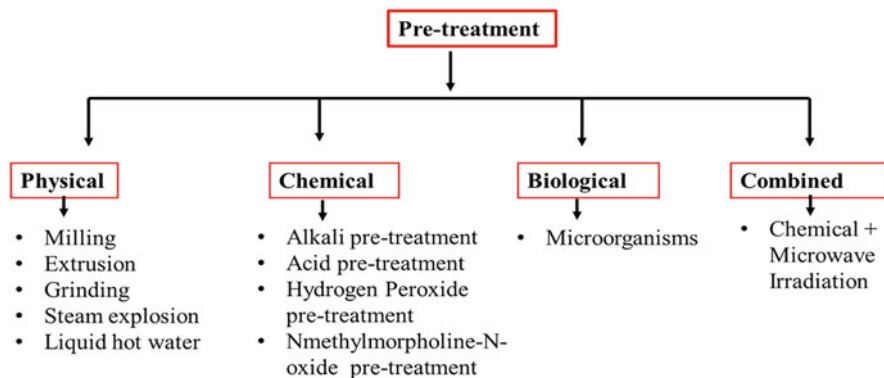 Pre-treatment
Physical
• Milling
• Extrusion
• Grinding
• Steam explosion
• Liquid hot water
Chemical
• Alkali pre-treatment
• Acid pre-treatment
• Hydrogen Peroxide
pre-treatment
• Nmethylmorpholine-N-
oxide pre-treatment
Biological
• Microorganisms
Combined
• Chemical +
Microwave
Irradiation